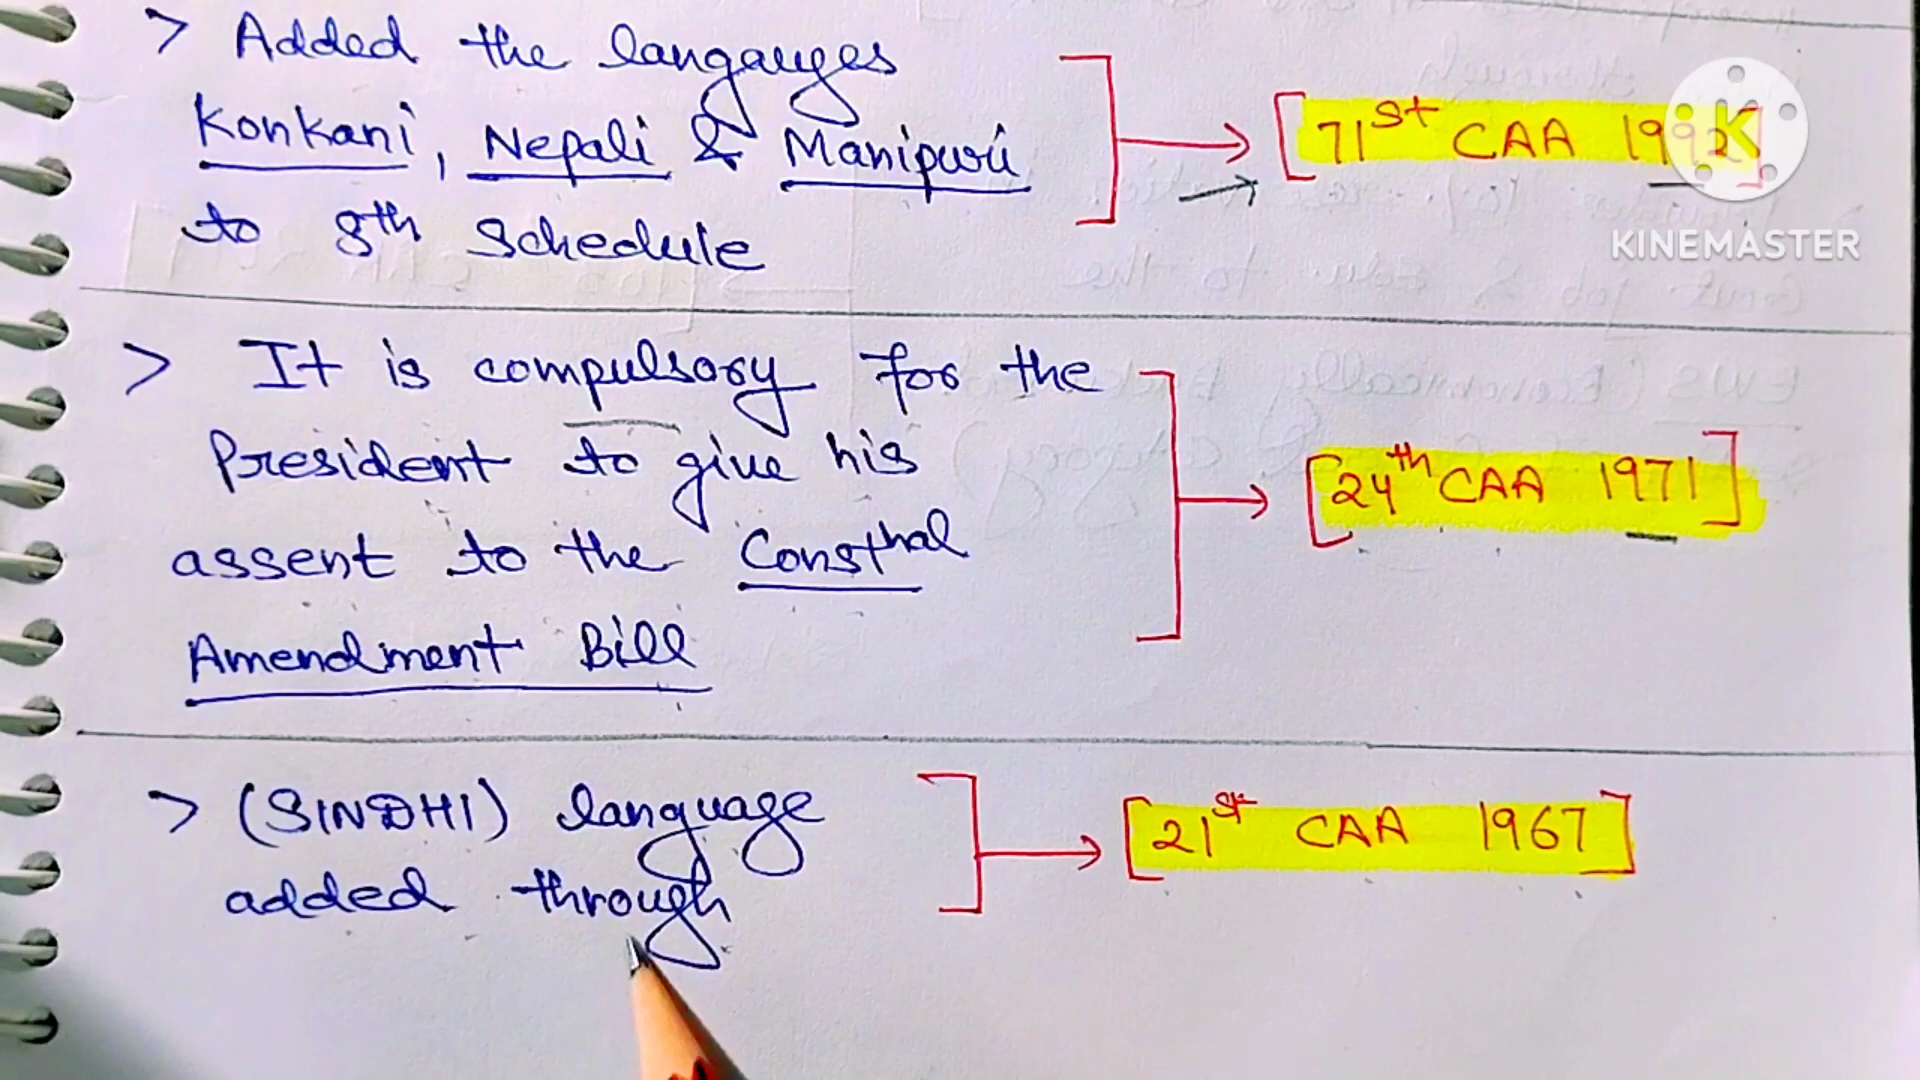 > Added the langauges
Konkani, Nepali & Manipuri
to 8th Schedule
[71st CAA 1992]
K
KINEMASTER
> It is compulsory for the
President to give his
assent to the Constnal
Amendment Bill
[24th CAA 1971]
> (SINDHI) language
added through
[21st CAA 1967]